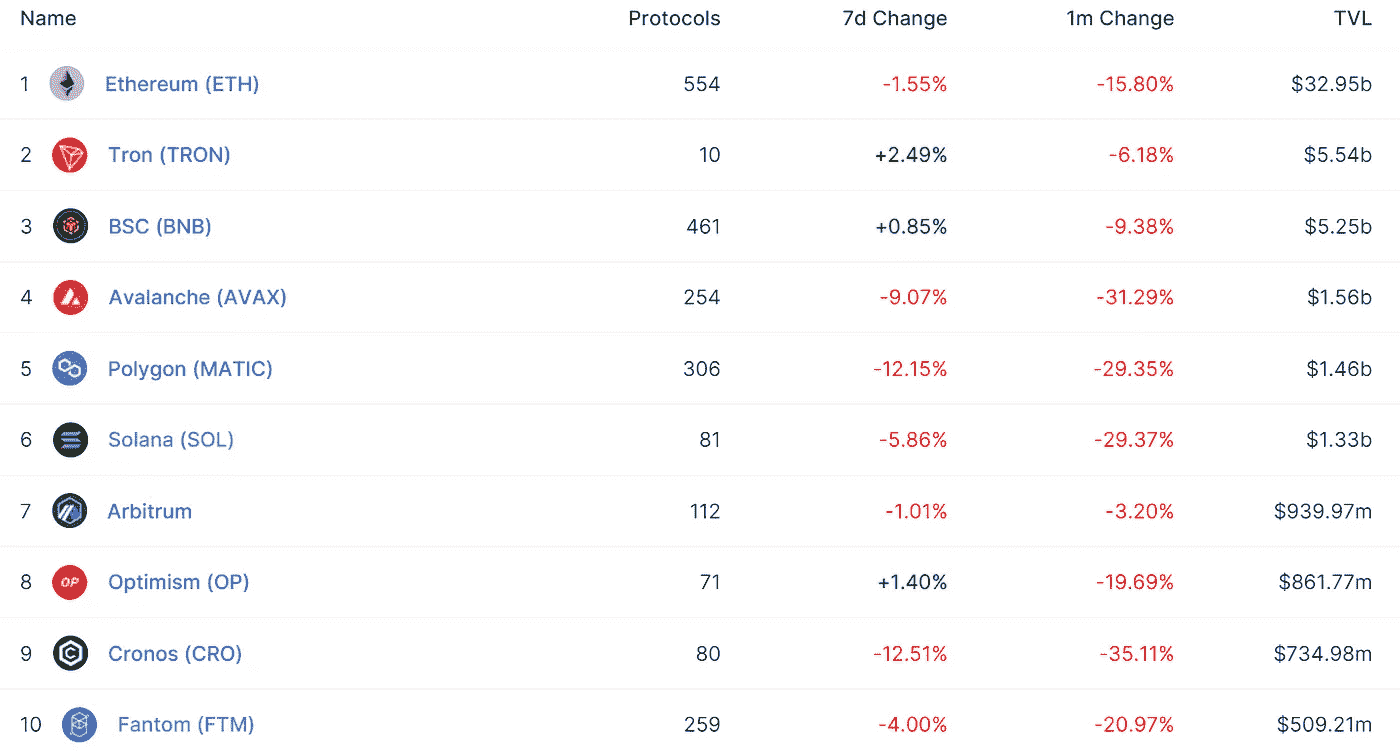 Name Protocols 7d Change 1m Change TVL
1 Ethereum (ETH) 554 -1.55% -15.80% $32.95b
2 Tron (TRON) 10 +2.49% -6.18% $5.54b
3 BSC (BNB) 461 +0.85% -9.38% $5.25b
4 Avalanche (AVAX) 254 -9.07% -31.29% $1.56b
5 Polygon (MATIC) 306 -12.15% -29.35% $1.46b
6 Solana (SOL) 81 -5.86% -29.37% $1.33b
7 Arbitrum 112 -1.01% -3.20% $939.97m
8 OP Optimism (OP) 71 +1.40% -19.69% $861.77m
9 Cronos (CRO) 80 -12.51% -35.11% $734.98m
10 Fantom (FTM) 259 -4.00% -20.97% $509.21m